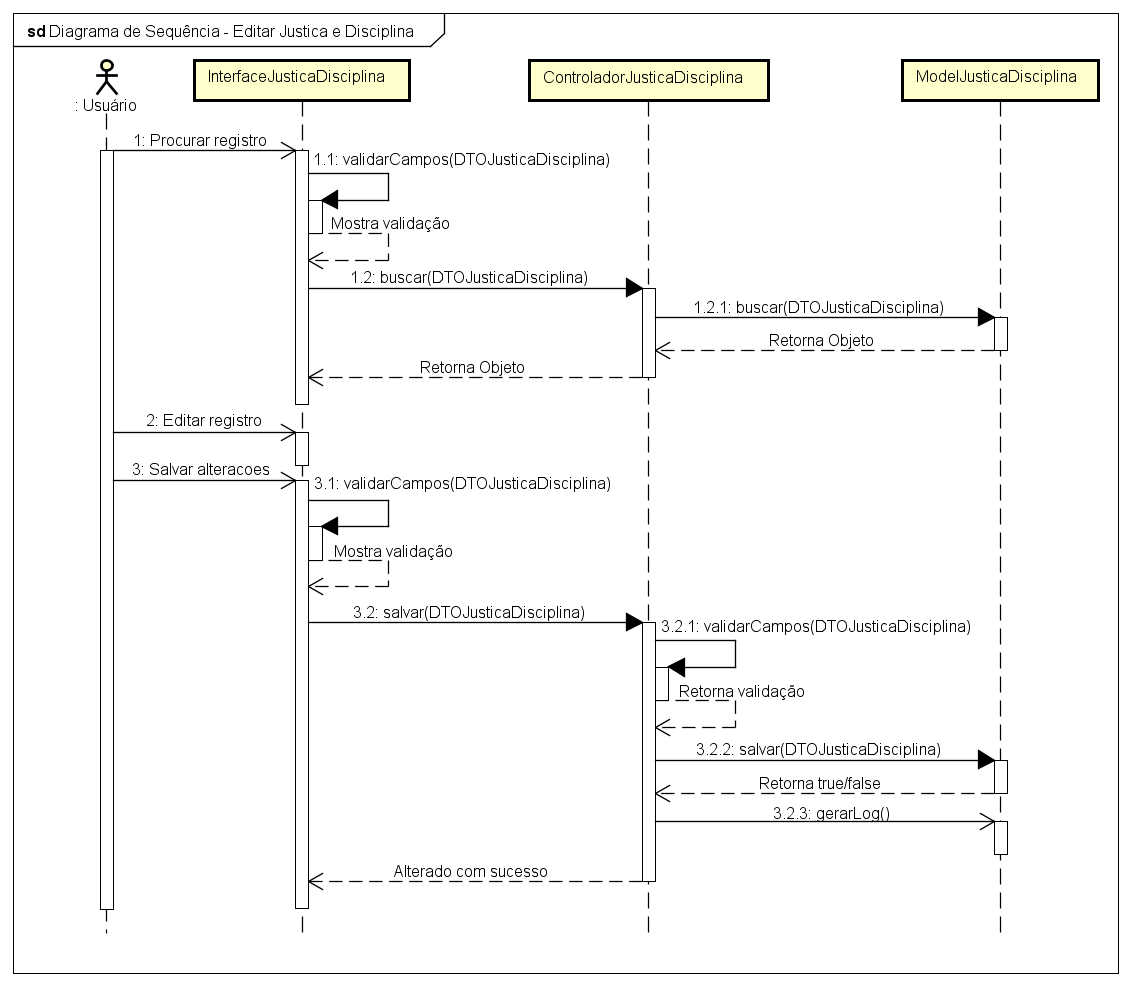 sd Diagrama de Sequência - Editar Justica e Disciplina
: Usuário
InterfaceJusticaDisciplina
ControladorJusticaDisciplina
ModelJusticaDisciplina
1: Procurar registro
1.1: validarCampos(DTOJusticaDisciplina)
Mostra validação
1.2: buscar(DTOJusticaDisciplina)
1.2.1: buscar(DTOJusticaDisciplina)
Retorna Objeto
Retorna Objeto
2: Editar registro
3: Salvar alteracoes
3.1: validarCampos(DTOJusticaDisciplina)
Mostra validação
3.2: salvar(DTOJusticaDisciplina)
3.2.1: validarCampos(DTOJusticaDisciplina)
Retorna validação
3.2.2: salvar(DTOJusticaDisciplina)
Retorna true/false
3.2.3: gerarLog()
Alterado com sucesso